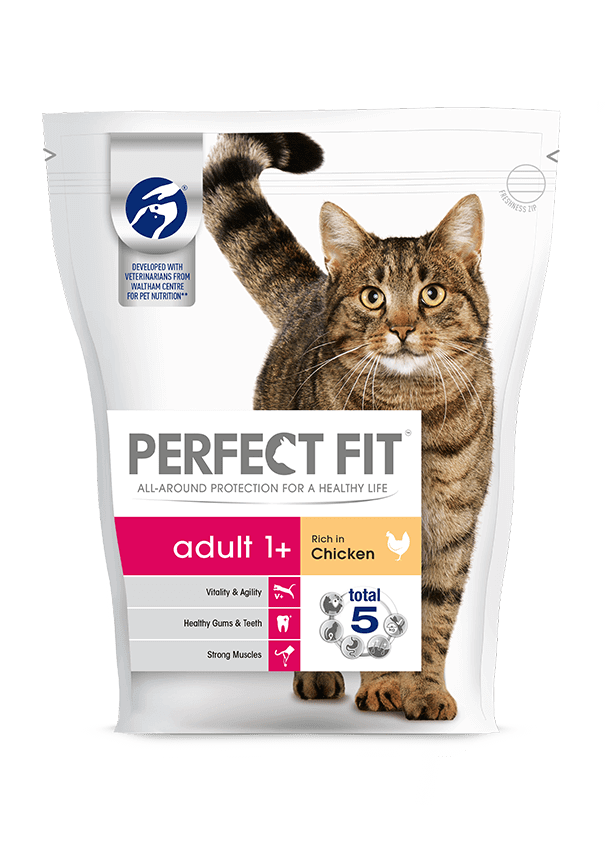 ®
DEVELOPED WITH
VETERINARIANS FROM
WALTHAM CENTRE
FOR PET NUTRITION**
FRESHNESS ZIP
PERFECT FIT™
ALL-AROUND PROTECTION FOR A HEALTHY LIFE
adult 1+
Rich in
Chicken
Vitality & Agility
V+
Healthy Gums & Teeth
Strong Muscles
total
5